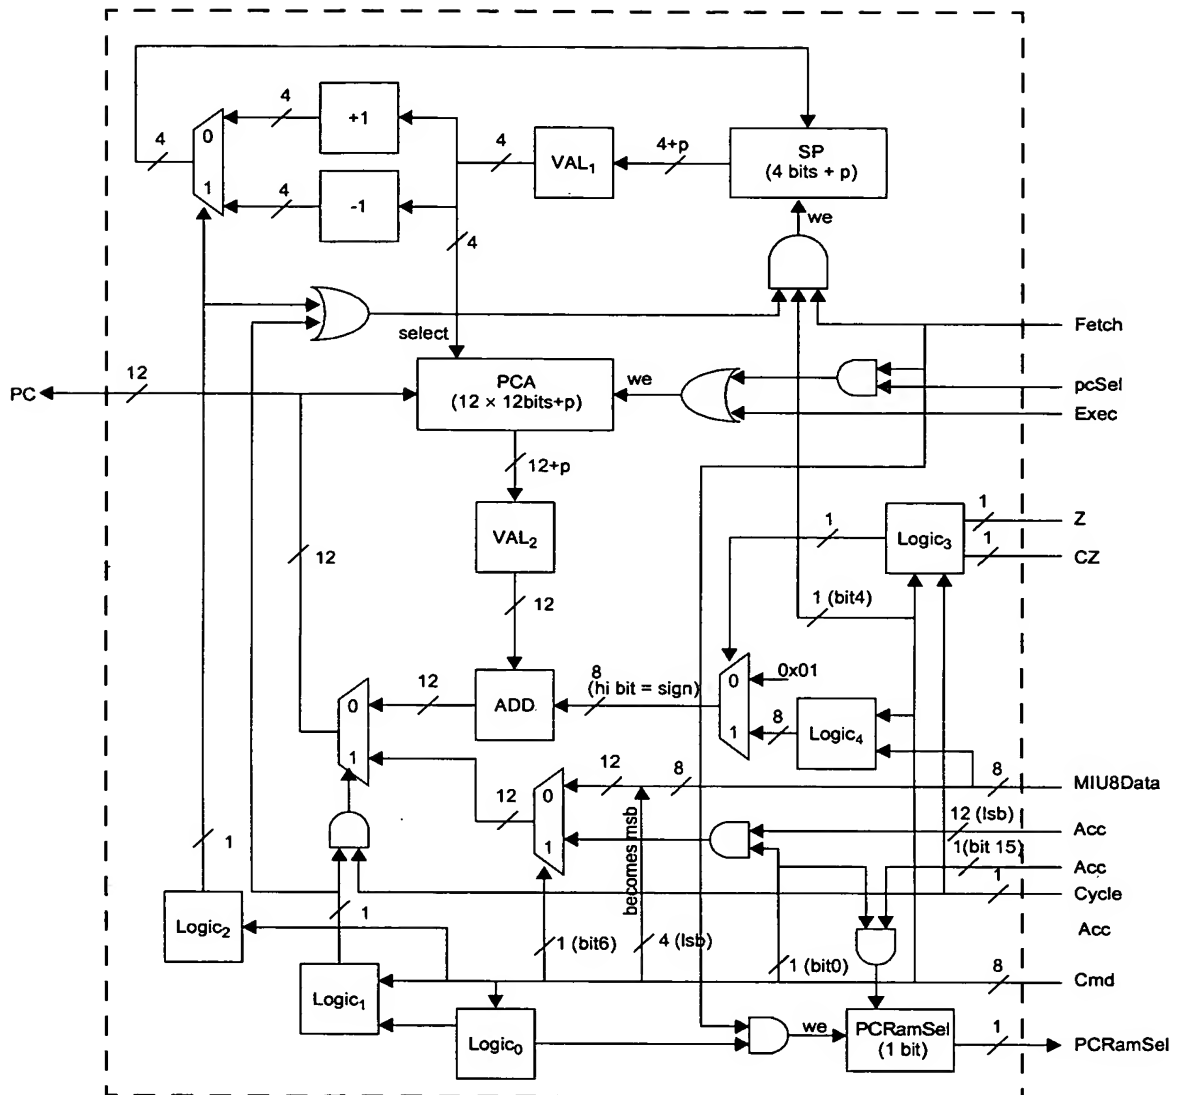 4
+1
0
4
4
VAL₁
4+p
SP
(4 bits + p)
1
4
-1
we
4
select
Fetch
PC
12
PCA
(12 × 12bits+p)
we
pcSel
Exec
12+p
1
Logic₃
1
Z
VAL₂
1
CZ
12
12
1 (bit4)
0
0x01
8
(hi bit = sign)
12
ADD
0
1
8
Logic₄
1
12
8
8
MIU8Data
12
0
12 (lsb)
Acc
1
becomes msb
1(bit 15)
Acc
1
1
Cycle
Logic₂
1
Acc
1 (bit6)
4 (lsb)
1 (bit0)
8
Cmd
Logic₁
Logic₀
we
PCRamSel
(1 bit)
1
PCRamSel